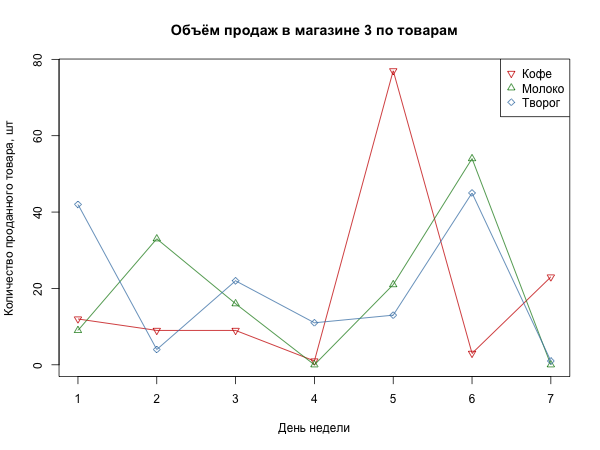 Объём продаж в магазине 3 по товарам
Количество проданного товара, шт
80
60
40
20
0
Кофе
Молоко
Творог
1 2 3 4 5 6 7
День недели